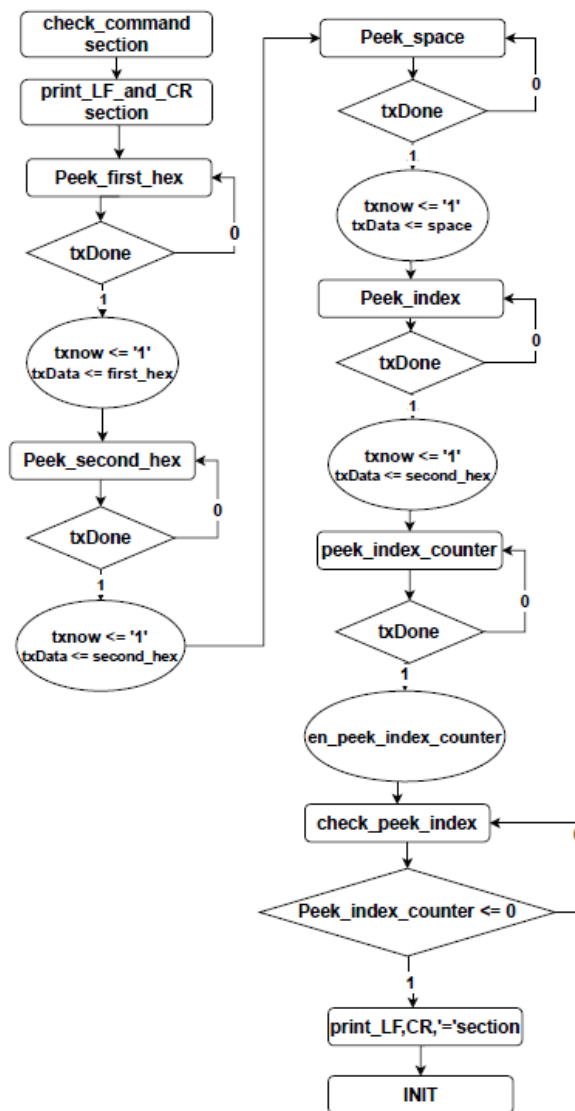 check_command
section
print_LF_and_CR
section
Peek_first_hex
0
txDone
1
txnow <= '1'
txData <= first_hex
Peek_second_hex
0
txDone
1
txnow <= '1'
txData <= second_hex
Peek_space
0
txDone
1
txnow <= '1'
txData <= space
Peek_index
0
txDone
1
txnow <= '1'
txData <= second_hex
peek_index_counter
0
txDone
1
en_peek_index_counter
check_peek_index
Peek_index_counter <= 0
1
print_LF,CR,'='section
INIT